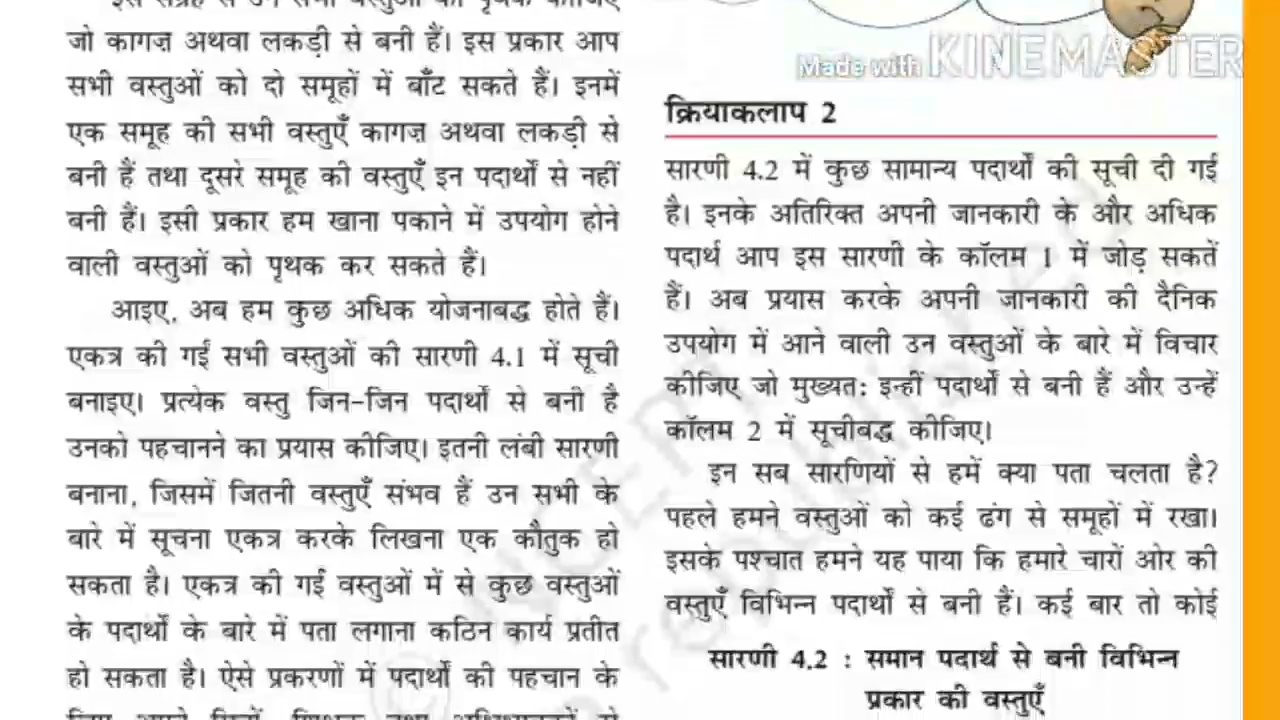 इस संग्रह से उन सभी वस्तुओं को पृथक कीजिए
जो कागज़ अथवा लकड़ी से बनी हैं। इस प्रकार आप
सभी वस्तुओं को दो समूहों में बाँट सकते हैं। इनमें
एक समूह की सभी वस्तुएँ कागज़ अथवा लकड़ी से
बनी हैं तथा दूसरे समूह की वस्तुएँ इन पदार्थों से नहीं
बनी हैं। इसी प्रकार हम खाना पकाने में उपयोग होने
वाली वस्तुओं को पृथक कर सकते हैं।
आइए, अब हम कुछ अधिक योजनाबद्ध होते हैं।
एकत्र की गईं सभी वस्तुओं की सारणी 4.1 में सूची
बनाइए। प्रत्येक वस्तु जिन-जिन पदार्थों से बनी है
उनको पहचानने का प्रयास कीजिए। इतनी लंबी सारणी
बनाना, जिसमें जितनी वस्तुएँ संभव हैं उन सभी के
बारे में सूचना एकत्र करके लिखना एक कौतुक हो
सकता है। एकत्र की गईं वस्तुओं में से कुछ वस्तुओं
के पदार्थों के बारे में पता लगाना कठिन कार्य प्रतीत
हो सकता है। ऐसे प्रकरणों में पदार्थों की पहचान के
Made with KINEMASTER
क्रियाकलाप 2
सारणी 4.2 में कुछ सामान्य पदार्थों की सूची दी गई
है। इनके अतिरिक्त अपनी जानकारी के और अधिक
पदार्थ आप इस सारणी के कॉलम 1 में जोड़ सकतें
हैं। अब प्रयास करके अपनी जानकारी की दैनिक
उपयोग में आने वाली उन वस्तुओं के बारे में विचार
कीजिए जो मुख्यत: इन्हीं पदार्थों से बनी हैं और उन्हें
कॉलम 2 में सूचीबद्ध कीजिए।
इन सब सारणियों से हमें क्या पता चलता है?
पहले हमने वस्तुओं को कई ढंग से समूहों में रखा।
इसके पश्चात हमने यह पाया कि हमारे चारों ओर की
वस्तुएँ विभिन्न पदार्थों से बनी हैं। कई बार तो कोई
सारणी 4.2 : समान पदार्थ से बनी विभिन्न
प्रकार की वस्तुएँ